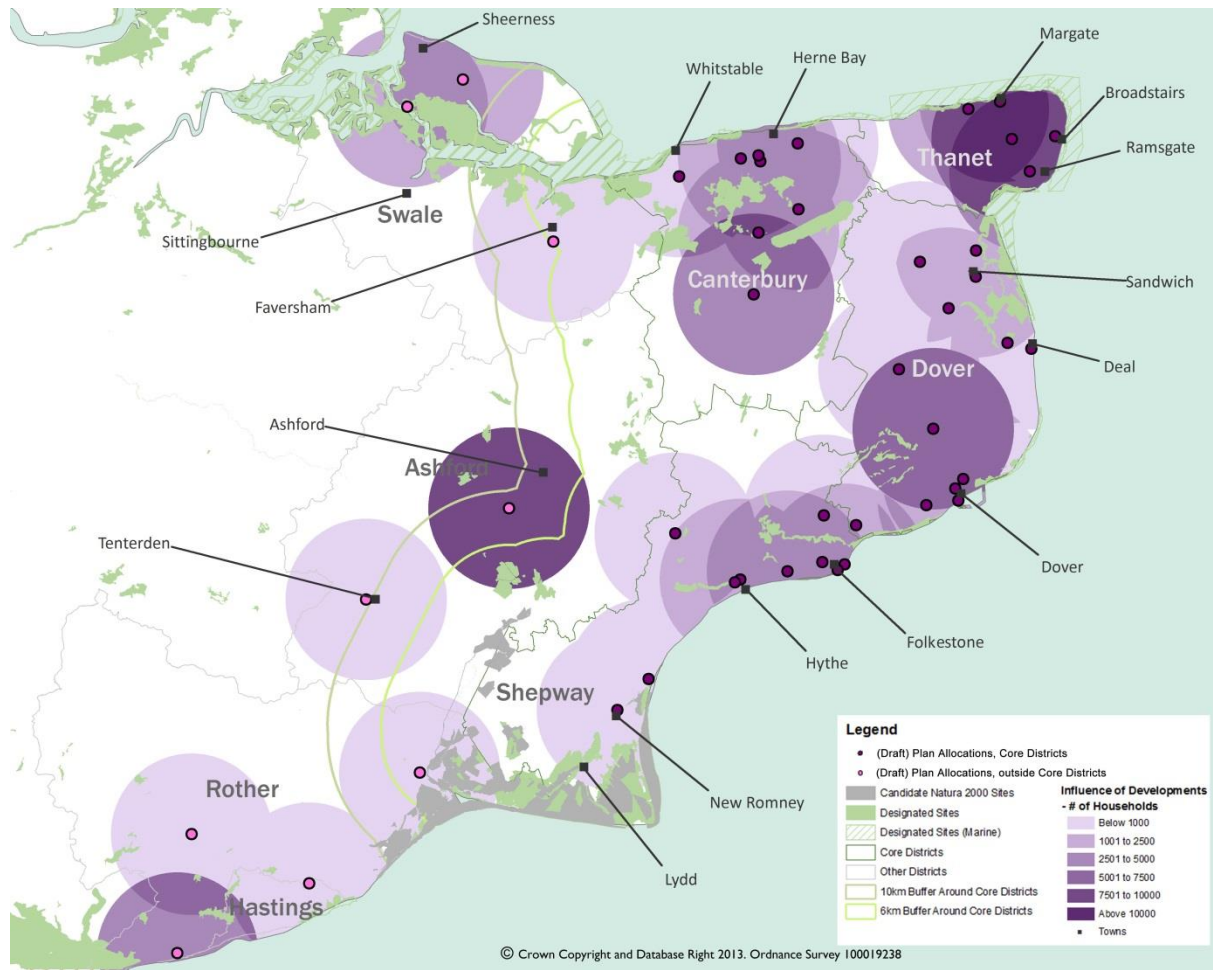 Sheerness
Margate
Whitstable
Herne Bay
Broadstairs
Thanet
Ramsgate
Swale
Sittingbourne
Canterbury
Sandwich
Faversham
Deal
Dover
Ashford
Ashford
Tenterden
Dover
Folkestone
Hythe
Shepway
Rother
New Romney
Lydd
Hastings
Legend
(Draft) Plan Allocations, Core Districts
(Draft) Plan Allocations, outside Core Districts
Candidate Natura 2000 Sites
Designated Sites
Designated Sites (Marine)
Core Districts
Other Districts
10km Buffer Around Core Districts
6km Buffer Around Core Districts
Influence of Developments
- # of Households
Below 1000
1001 to 2500
2501 to 5000
5001 to 7500
7501 to 10000
Above 10000
Towns
© Crown Copyright and Database Right 2013. Ordnance Survey 100019238